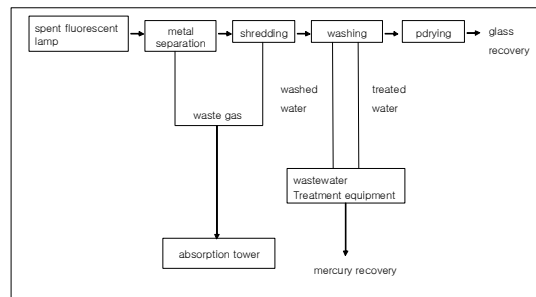 spent fluorescent
lamp
metal
separation
shredding
washing
pdrying
glass
recovery
waste gas
washed
water
treated
water
wastewater
Treatment equipment
absorption tower
mercury recovery